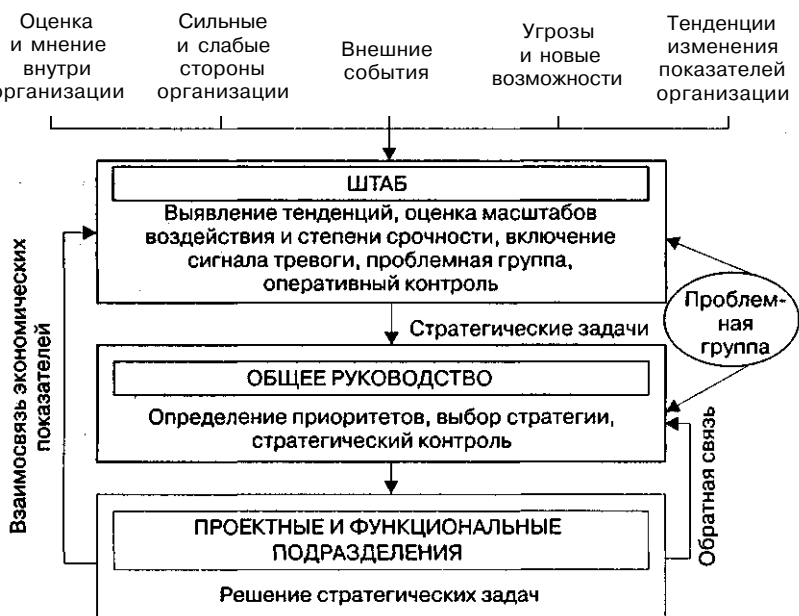 Оценка
и мнение
внутри
организации
Сильные
и слабые
стороны
организации
Внешние
события
Угрозы
и новые
возможности
Тенденции
изменения
показателей
организации
ШТАБ
Выявление тенденций, оценка масштабов
воздействия и степени срочности, включение
сигнала тревоги, проблемная группа,
оперативный контроль
Проблем-
ная
группа
Стратегические задачи
ОБЩЕЕ РУКОВОДСТВО
Определение приоритетов, выбор стратегии,
стратегический контроль
Взаимосвязь экономических
показателей
Обратная связь
ПРОЕКТНЫЕ И ФУНКЦИОНАЛЬНЫЕ
ПОДРАЗДЕЛЕНИЯ
Решение стратегических задач